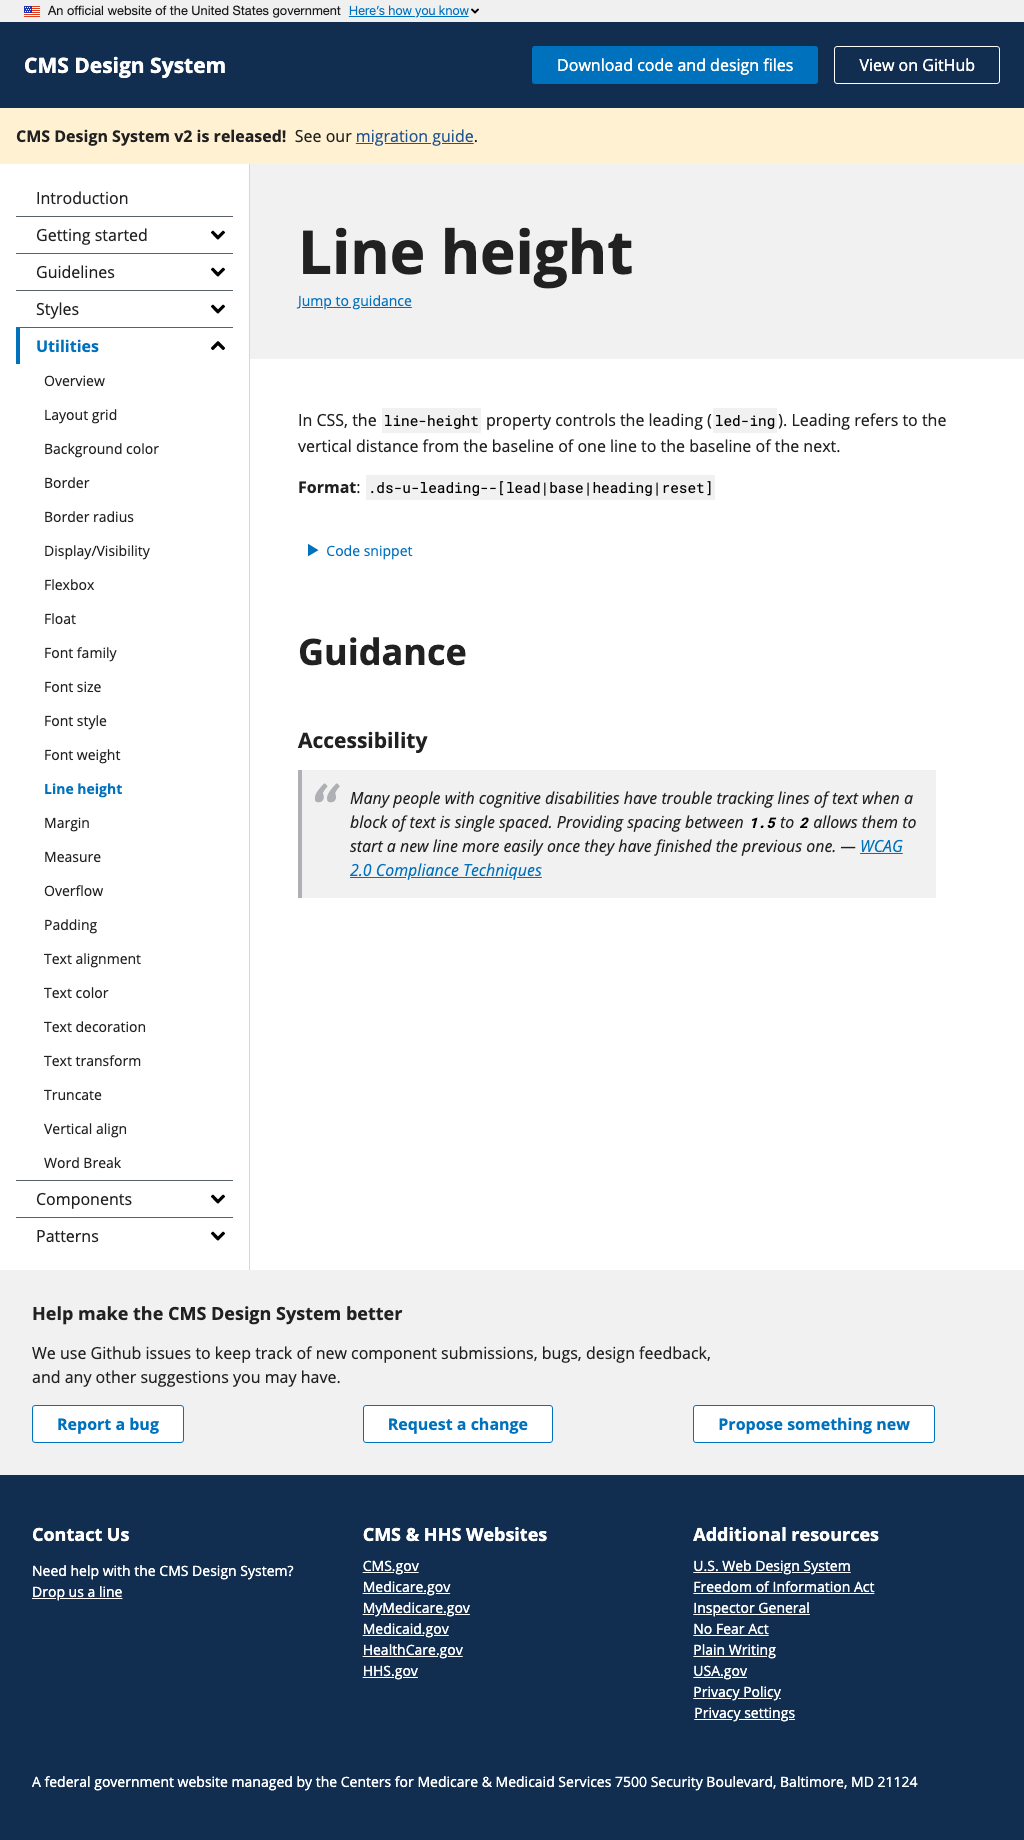 An official website of the United States government Here's how you know
CMS Design System
Download code and design files
View on GitHub
CMS Design System v2 is released! See our migration guide.
Introduction
Getting started
Guidelines
Styles
Utilities
Overview
Layout grid
Background color
Border
Border radius
Display/Visibility
Flexbox
Float
Font family
Font size
Font style
Font weight
Line height
Margin
Measure
Overflow
Padding
Text alignment
Text color
Text decoration
Text transform
Truncate
Vertical align
Word Break
Components
Patterns
Line height
Jump to guidance
In CSS, the line-height property controls the leading (led-ing). Leading refers to the
vertical distance from the baseline of one line to the baseline of the next.
Format: .ds-u-leading--[lead|base|heading|reset]
Code snippet
Guidance
Accessibility
“
Many people with cognitive disabilities have trouble tracking lines of text when a
block of text is single spaced. Providing spacing between 1.5 to 2 allows them to
start a new line more easily once they have finished the previous one. — WCAG
2.0 Compliance Techniques
Help make the CMS Design System better
We use Github issues to keep track of new component submissions, bugs, design feedback,
and any other suggestions you may have.
Report a bug
Request a change
Propose something new
Contact Us
Need help with the CMS Design System?
Drop us a line
CMS & HHS Websites
CMS.gov
Medicare.gov
MyMedicare.gov
Medicaid.gov
HealthCare.gov
HHS.gov
Additional resources
U.S. Web Design System
Freedom of Information Act
Inspector General
No Fear Act
Plain Writing
USA.gov
Privacy Policy
Privacy settings
A federal government website managed by the Centers for Medicare & Medicaid Services 7500 Security Boulevard, Baltimore, MD 21124